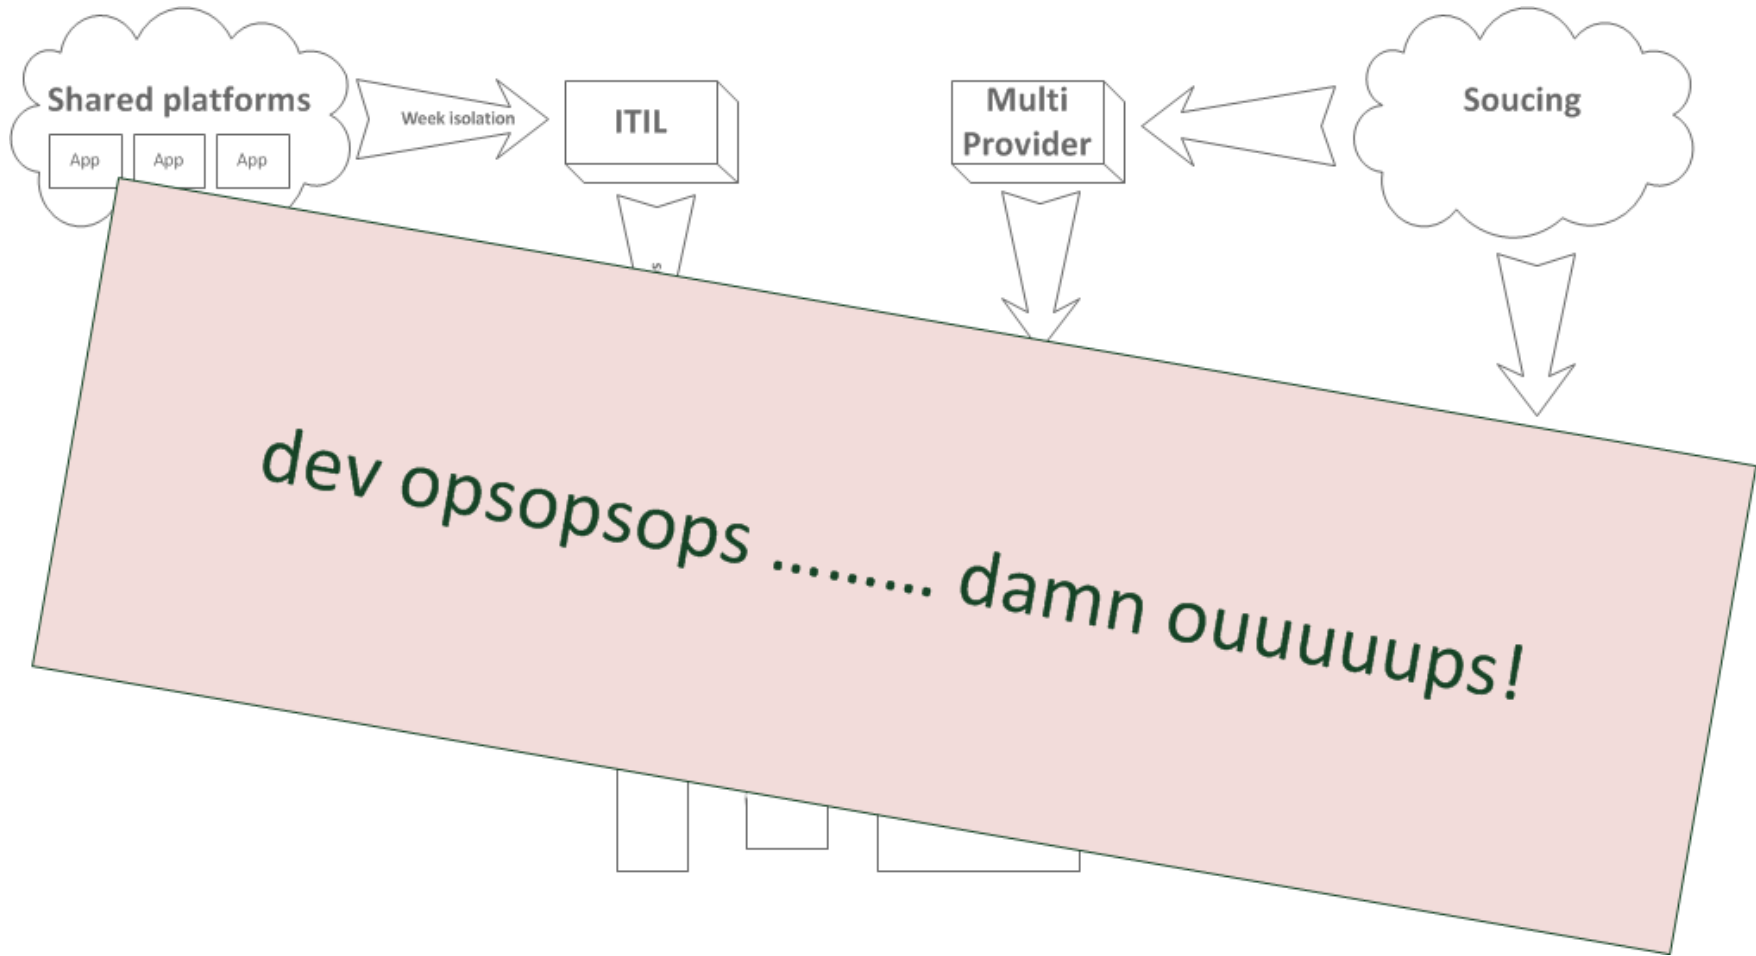 Shared platforms
App App App
Week isolation
ITIL
Multi
Provider
Soucing
dev opsopsops ......... damn ouuuuups!